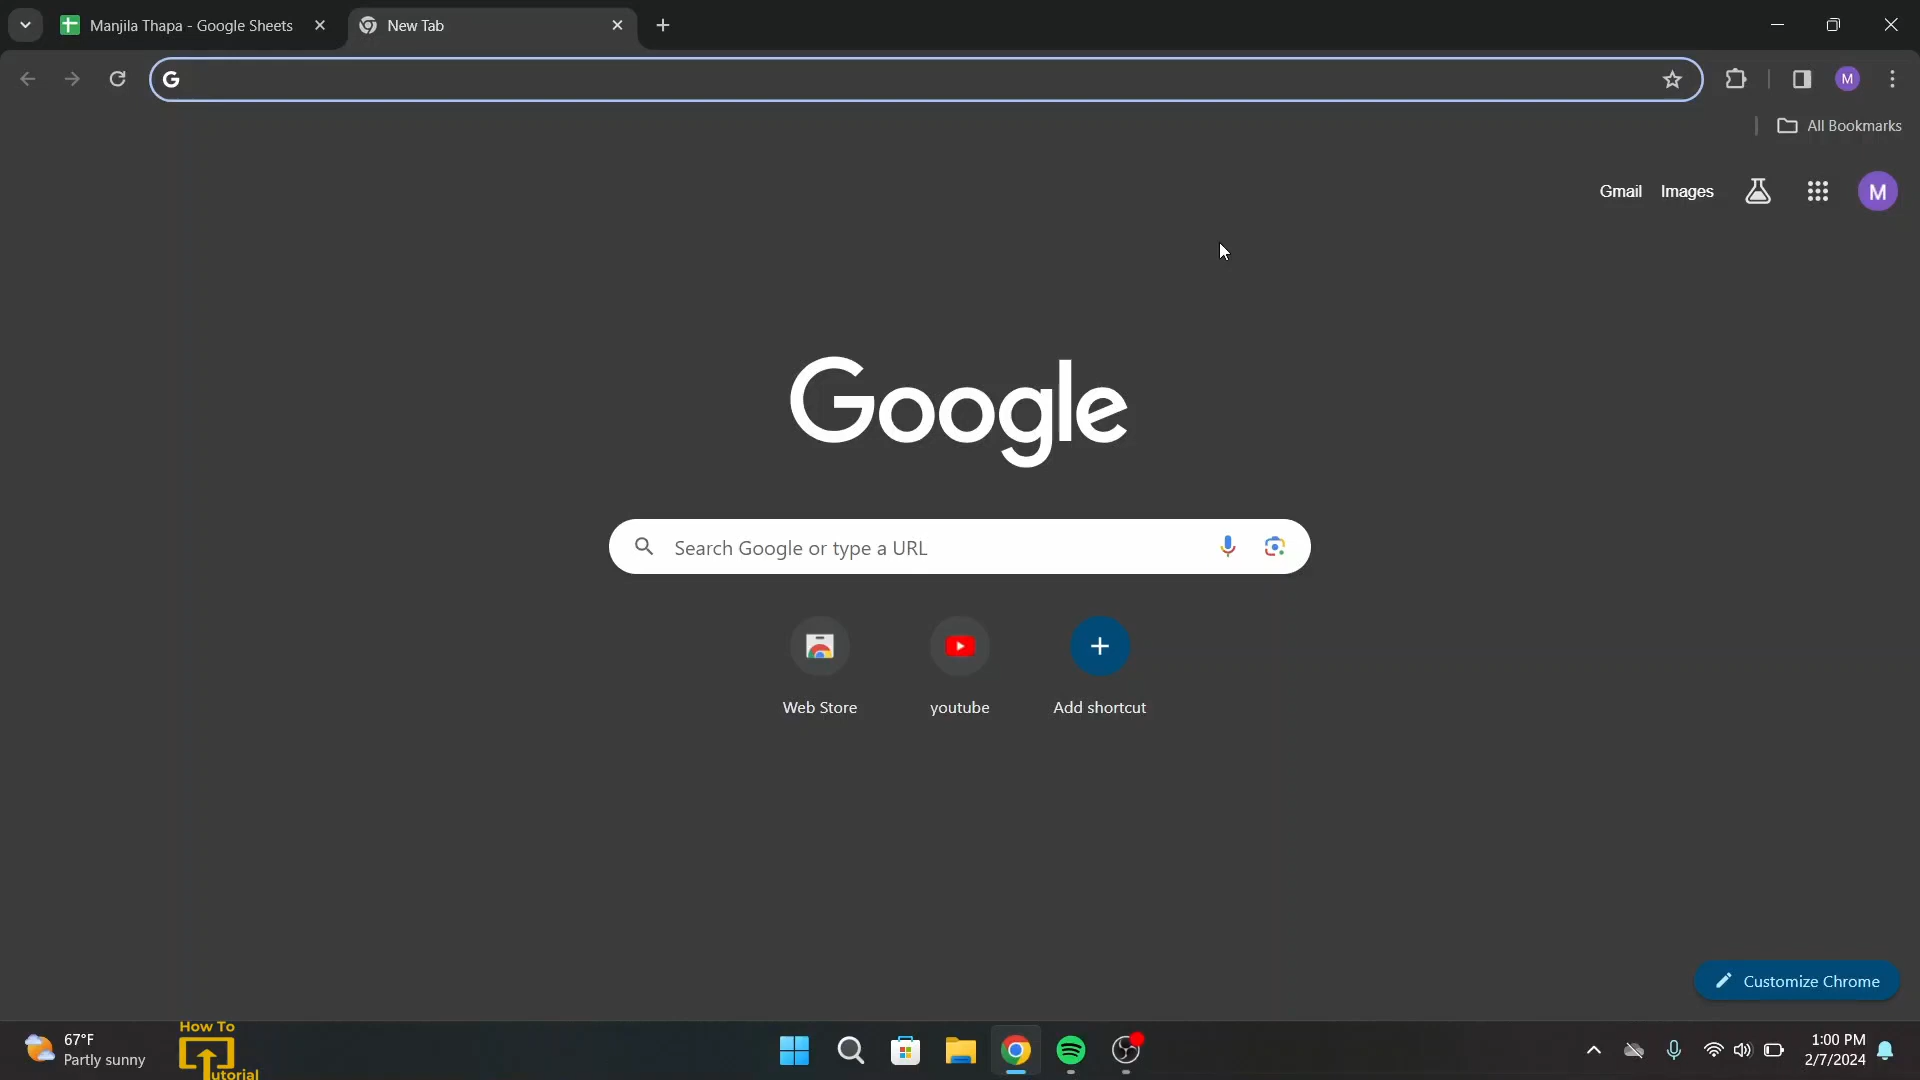 Manjila Thapa - Google Sheets
New Tab
G
M
All Bookmarks
Gmail Images
M
Google
Search Google or type a URL
Web Store
youtube
Add shortcut
Customize Chrome
67°F
Partly sunny
How To
utorial
1:00 PM
2/7/2024